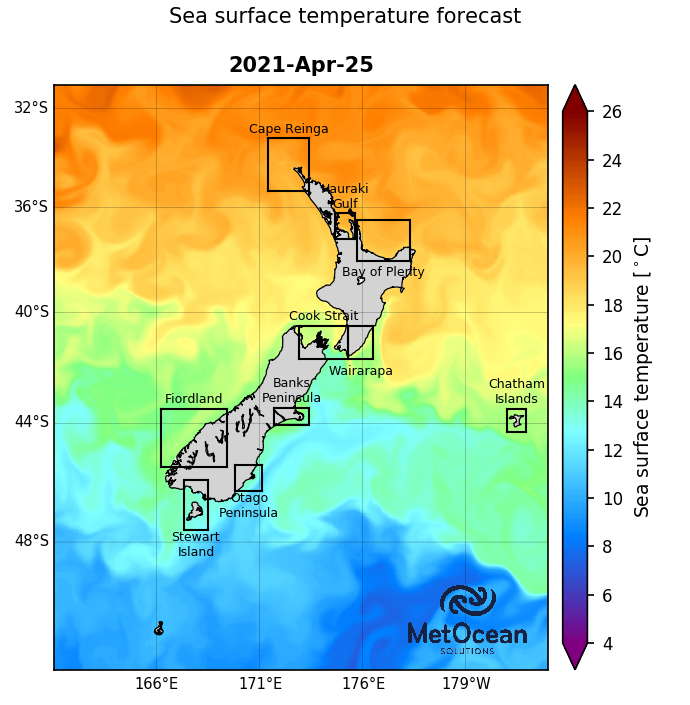 Sea surface temperature forecast
2021-Apr-25
32°S
36°S
40°S
44°S
48°S
166°E
171°E
176°E
179°W
Cape Reinga
Hauraki
Gulf
Bay of Plenty
Cook Strait
Wairarapa
Banks
Peninsula
Fiordland
Chatham
Islands
Otago
Peninsula
Stewart
Island
MetOcean
SOLUTIONS
26
24
22
20
18
16
14
12
10
8
6
4
Sea surface temperature [°C]